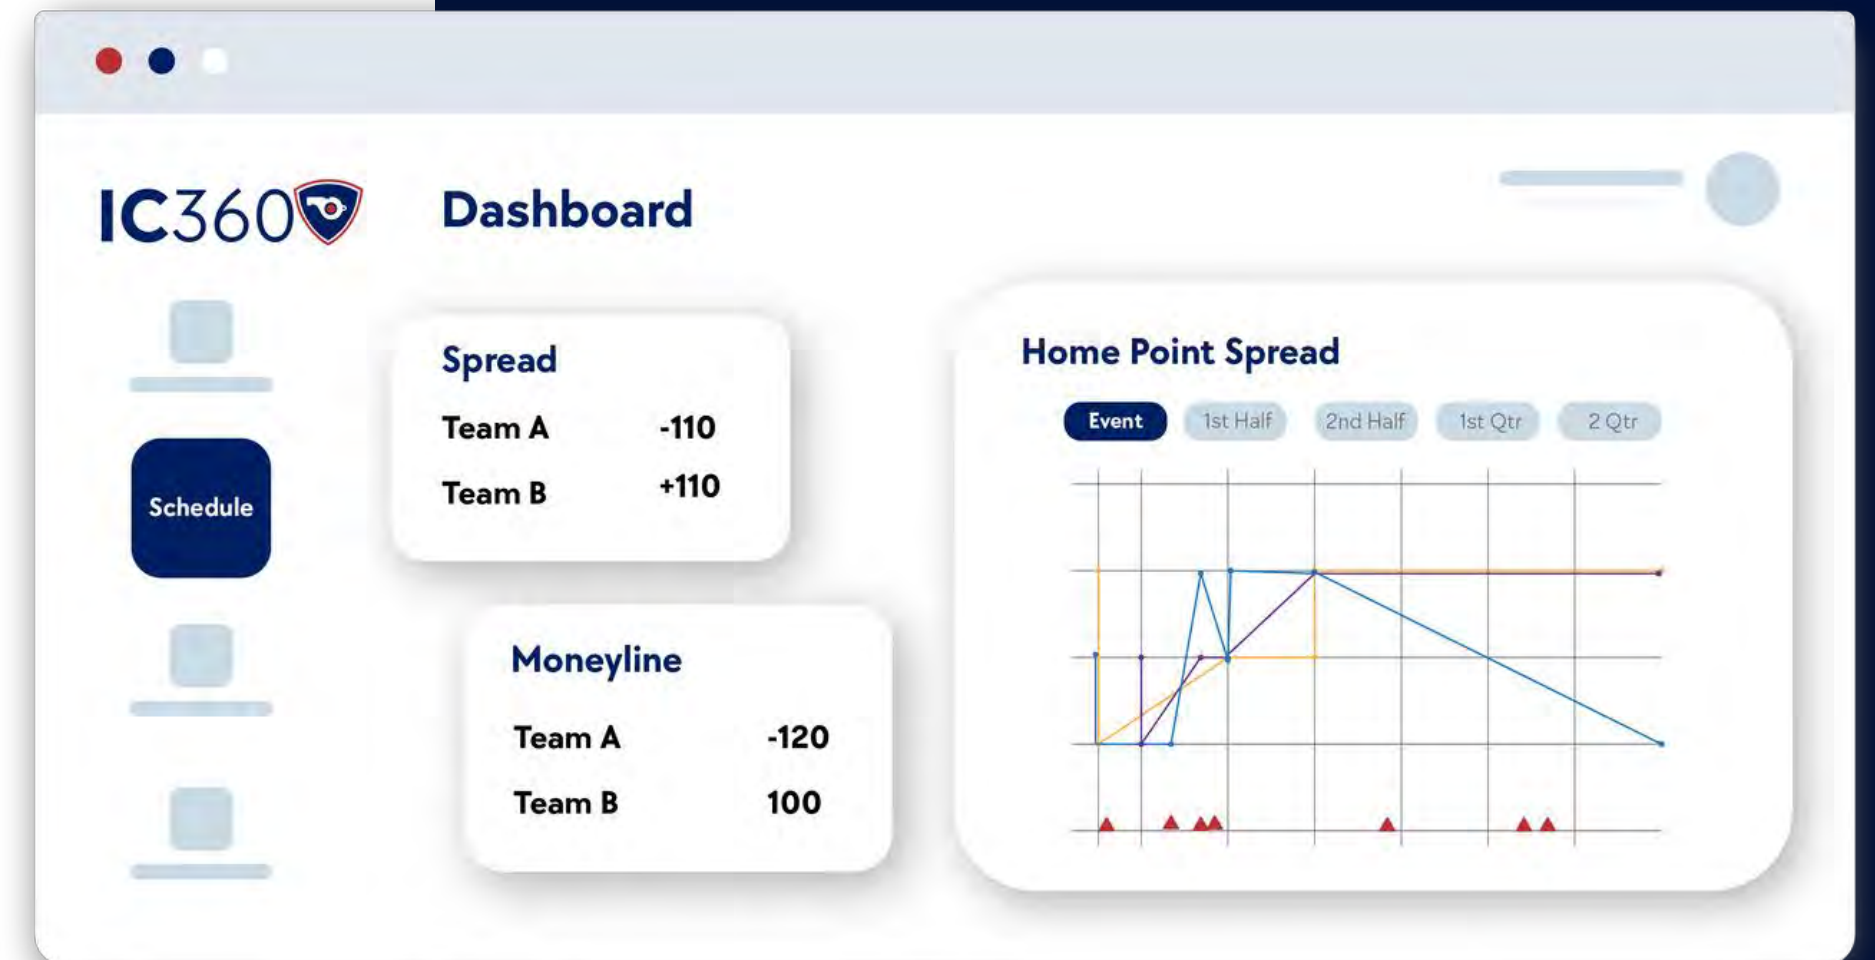 IC360
Dashboard
Schedule
Spread
Team A -110
Team B +110
Moneyline
Team A -120
Team B 100
Home Point Spread
Event 1st Half 2nd Half 1st Qtr 2 Qtr